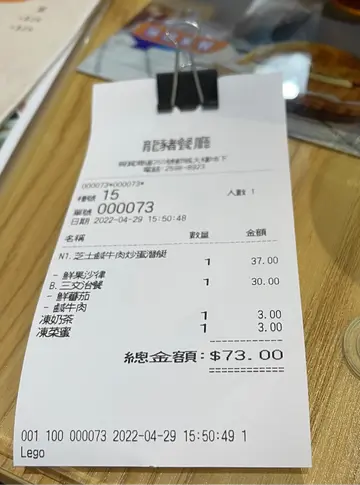 龍豬餐廳
電話: 2598-8923
000073*000073*
檯號 15
人數 1
單號 000073
日期 2022-04-29 15:50:48
名稱 數量 金額
N1. 芝士鹹牛肉炒蛋潛艇 1 37.00
- 鮮果沙律
B. 三文治餐 1 30.00
- 鮮蕃茄
- 鹹牛肉
凍奶茶 1 3.00
凍菜蜜 1 3.00
總金額: $73.00
001 100 000073 2022-04-29 15:50:49 1
Lego